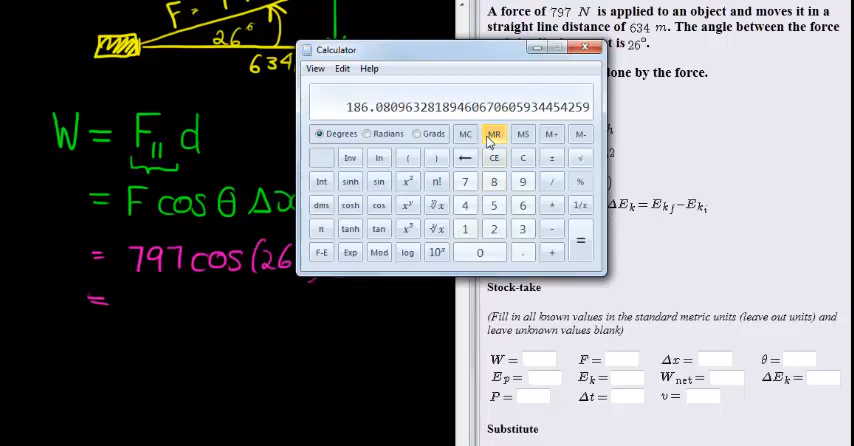 26°
634
W = F∥ d
= F cos θ Δx
= 797 cos(26
=
Calculator
View Edit Help
186.08096328189460670605934454259
Degrees Radians Grads MC MR MS M+ M-
Inv ln ( ) ← CE C ± √
Int sinh sin x² n! 7 8 9 / %
dms cosh cos xʸ ʸ√x 4 5 6 * 1/x
π tanh tan x³ ³√x 1 2 3 - =
F-E Exp Mod log 10ˣ 0 . +
A force of 797 N is applied to an object and moves it in a
straight line distance of 634 m. The angle between the force
is 26°.
one by the force.
2
)
ΔEk = Ekf − Eki
Stock-take
(Fill in all known values in the standard metric units (leave out units) and
leave unknown values blank)
W = F = Δx = θ =
Ep = Ek = Wnet = ΔEk =
P = Δt = v =
Substitute